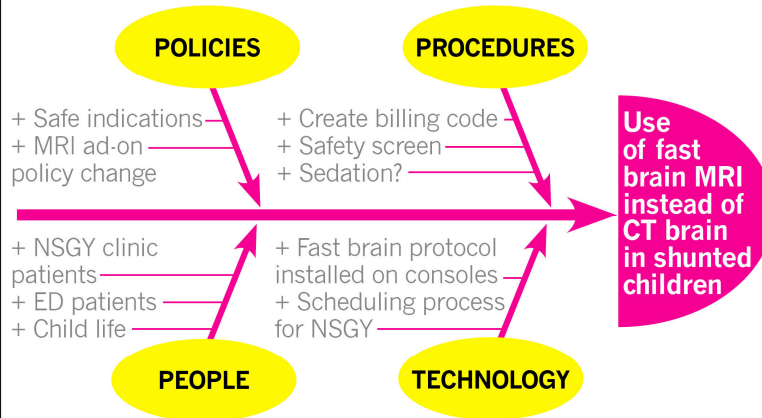 POLICIES
PROCEDURES
+ Safe indications
+ MRI ad-on
policy change
+ Create billing code
+ Safety screen
+ Sedation?
Use
of fast
brain MRI
instead of
CT brain
in shunted
children
+ NSGY clinic
patients
+ ED patients
+ Child life
+ Fast brain protocol
installed on consoles
+ Scheduling process
for NSGY
PEOPLE
TECHNOLOGY